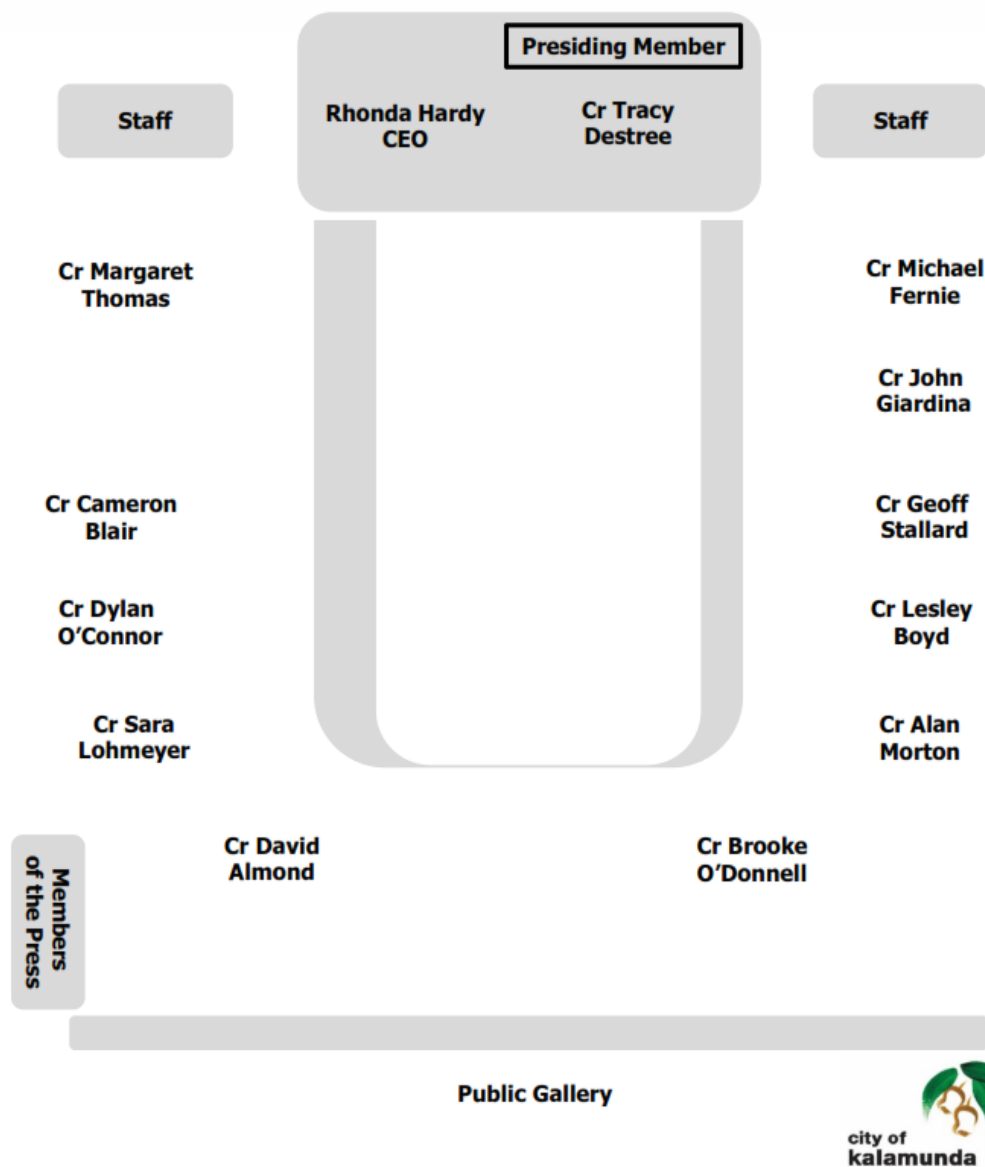 Presiding Member
Staff
Rhonda Hardy
CEO
Cr Tracy
Destree
Staff
Cr Margaret
Thomas
Cr Michael
Fernie
Cr John
Giardina
Cr Cameron
Blair
Cr Geoff
Stallard
Cr Dylan
O’Connor
Cr Lesley
Boyd
Cr Sara
Lohmeyer
Cr Alan
Morton
Cr David
Almond
Cr Brooke
O’Donnell
Members
of the Press
Public Gallery
city of
kalamunda